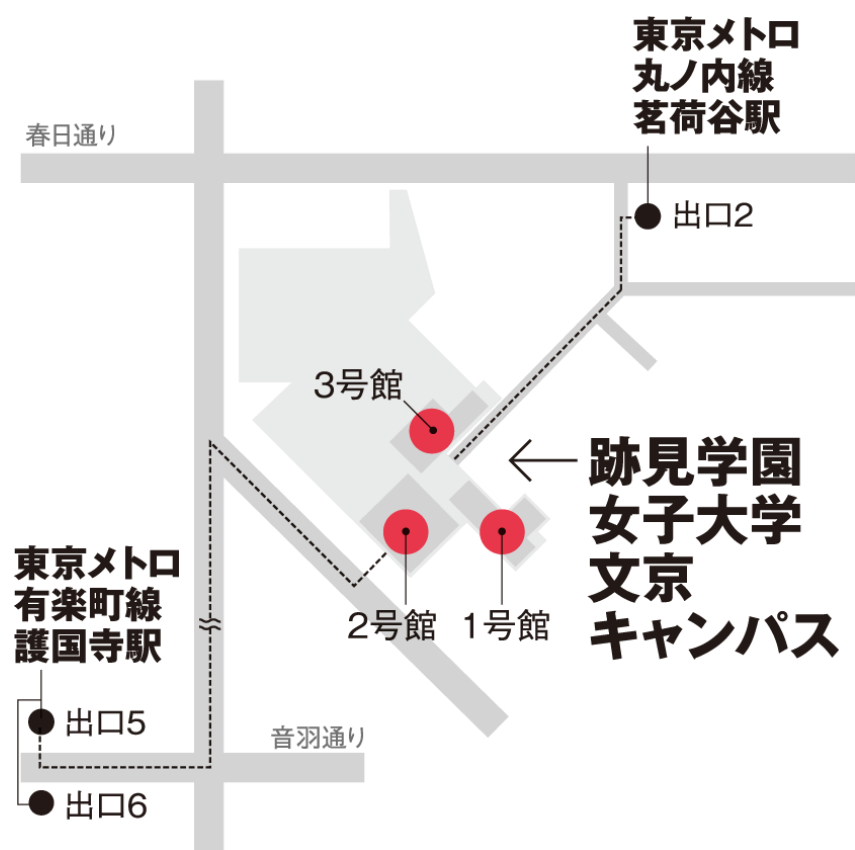 東京メトロ
丸ノ内線
茗荷谷駅
春日通り
出口2
3号館
跡見学園
女子大学
文京
キャンパス
東京メトロ
有楽町線
護国寺駅
2号館
1号館
出口5
音羽通り
出口6